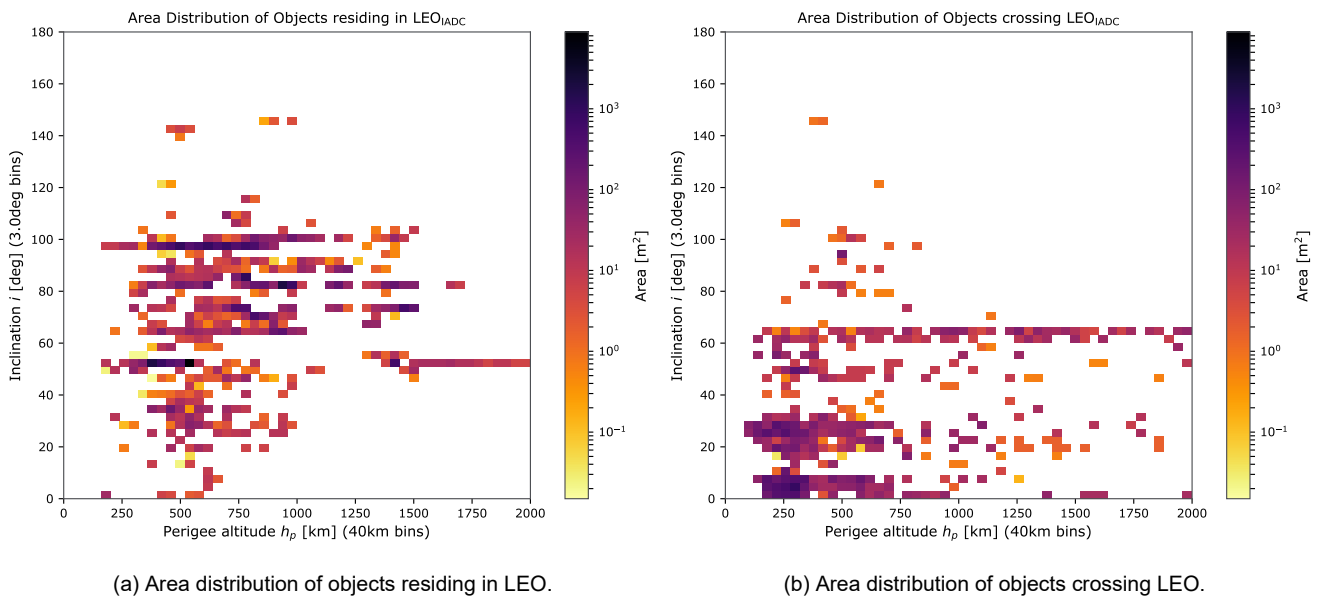 Area Distribution of Objects residing in LEO_IADC
180
160
140
120
100
80
60
40
20
0
Inclination i [deg] (3.0deg bins)
0 250 500 750 1000 1250 1500 1750 2000
Perigee altitude h_p [km] (40km bins)
10^3
10^2
10^1
10^0
10^−1
Area [m^2]
(a) Area distribution of objects residing in LEO.
Area Distribution of Objects crossing LEO_IADC
180
160
140
120
100
80
60
40
20
0
Inclination i [deg] (3.0deg bins)
0 250 500 750 1000 1250 1500 1750 2000
Perigee altitude h_p [km] (40km bins)
10^3
10^2
10^1
10^0
10^−1
Area [m^2]
(b) Area distribution of objects crossing LEO.